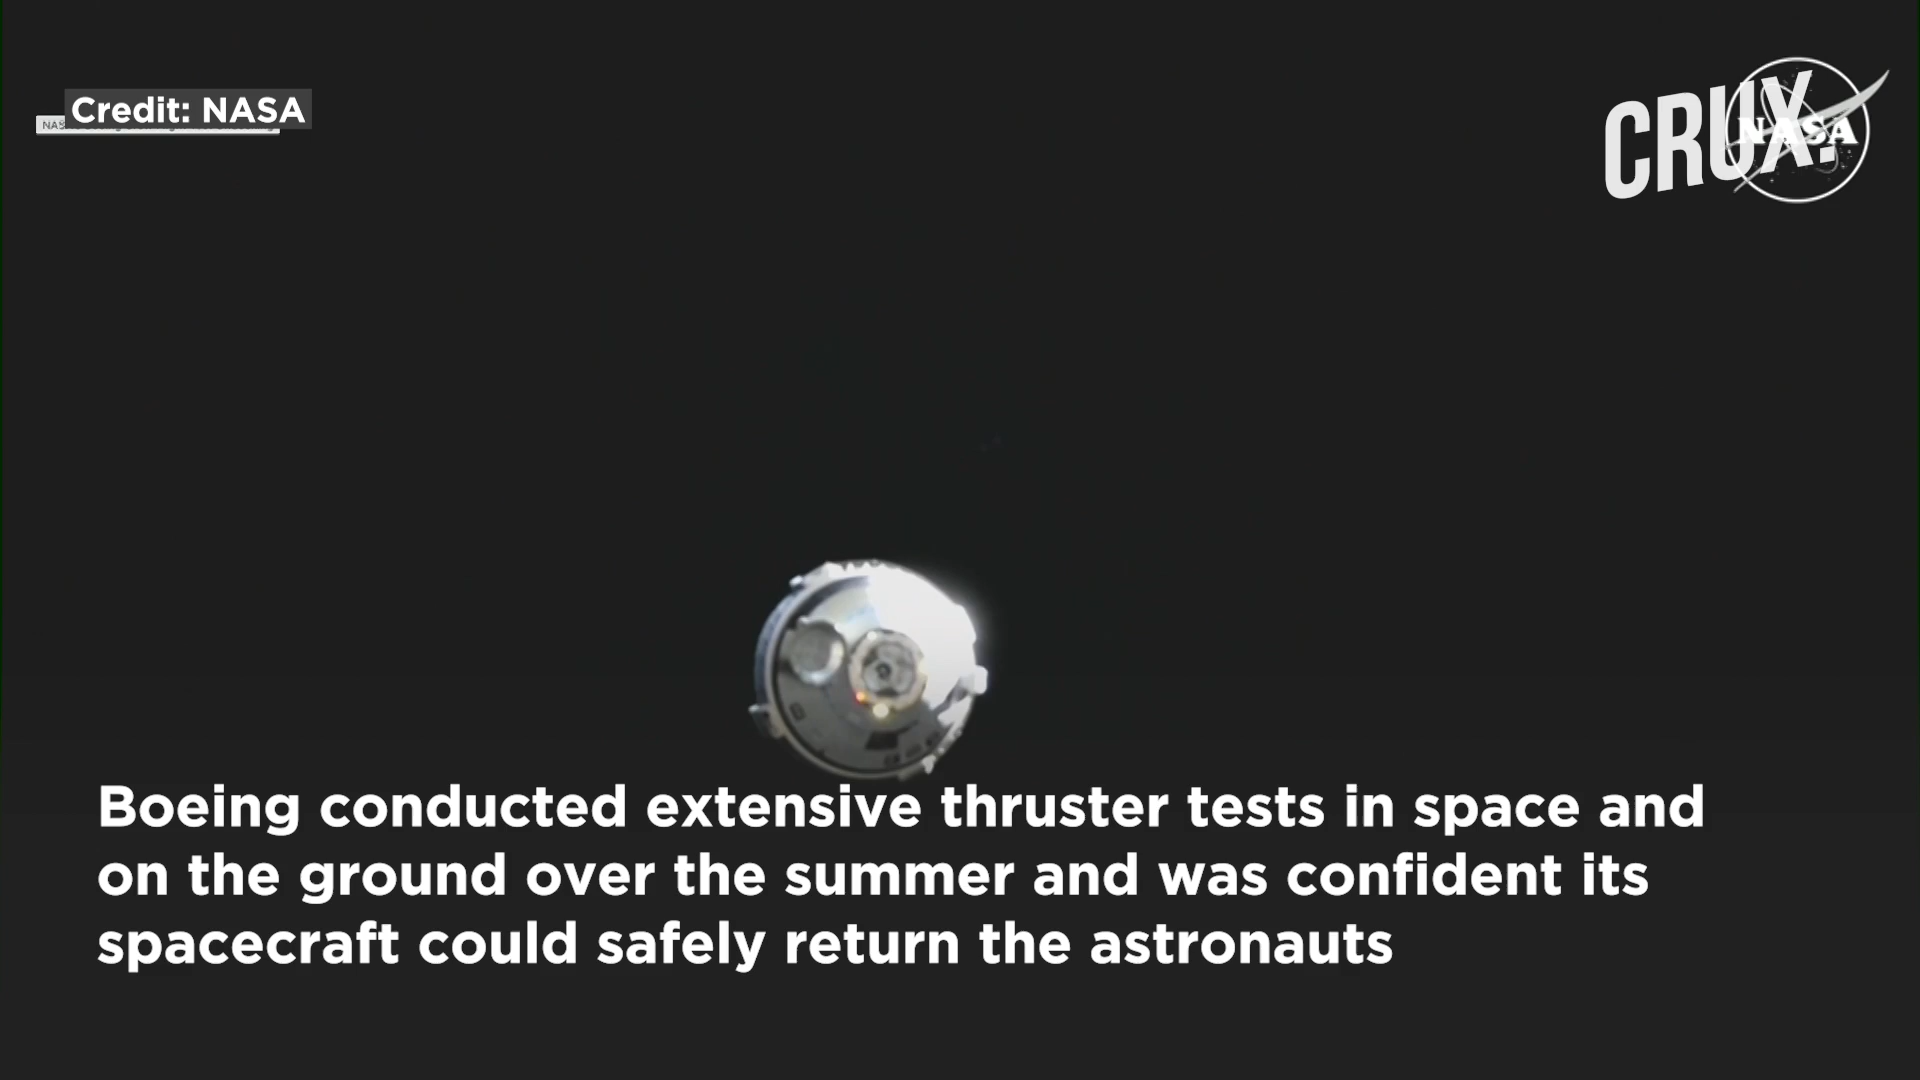 Credit: NASA
CRUX.
NASA
Boeing conducted extensive thruster tests in space and
on the ground over the summer and was confident its
spacecraft could safely return the astronauts